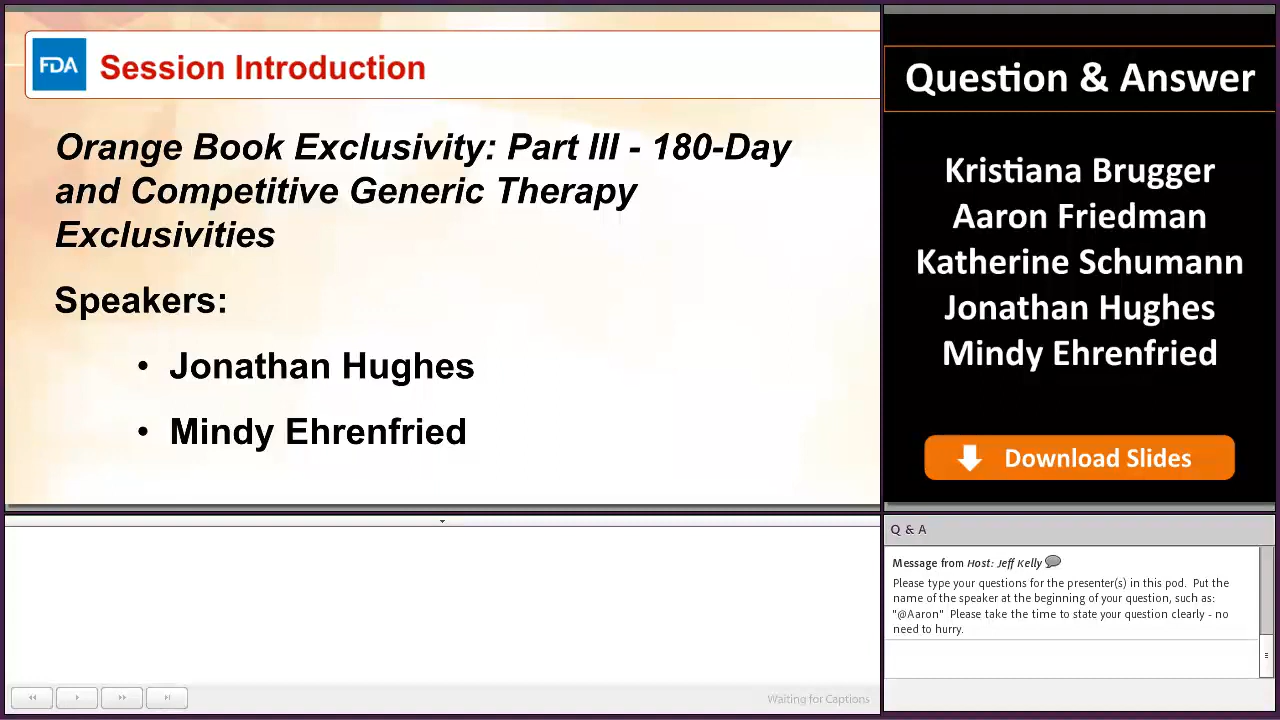 FDA
Session Introduction
Orange Book Exclusivity: Part III - 180-Day
and Competitive Generic Therapy
Exclusivities
Speakers:
• Jonathan Hughes
• Mindy Ehrenfried
Question & Answer
Kristiana Brugger
Aaron Friedman
Katherine Schumann
Jonathan Hughes
Mindy Ehrenfried
Download Slides
Q & A
Message from Host: Jeff Kelly
Please type your questions for the presenter(s) in this pod. Put the
name of the speaker at the beginning of your question, such as:
"@Aaron" Please take the time to state your question clearly - no
need to hurry.
Waiting for Captions